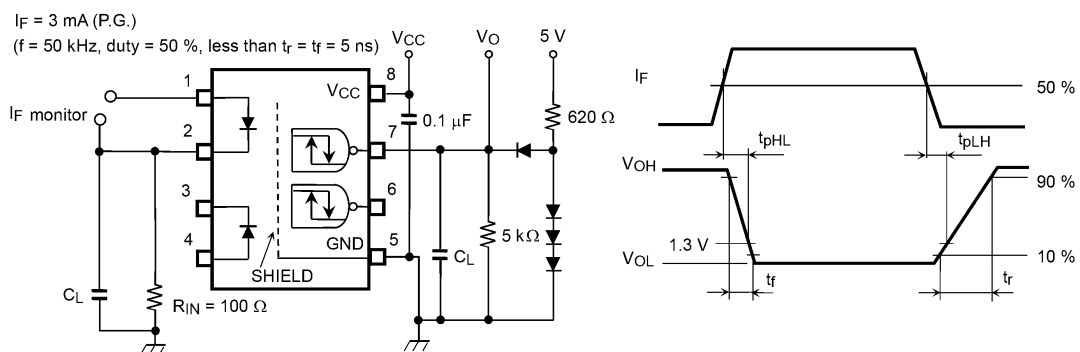 IF = 3 mA (P.G.)
(f = 50 kHz, duty = 50 %, less than tr = tf = 5 ns)
VCC
VO
5 V
1
8
VCC
IF monitor
0.1 μF
620 Ω
2
7
3
6
4
GND
5
5 kΩ
CL
SHIELD
CL
RIN = 100 Ω
IF
50 %
tpHL
tpLH
VOH
90 %
1.3 V
VOL
10 %
tf
tr